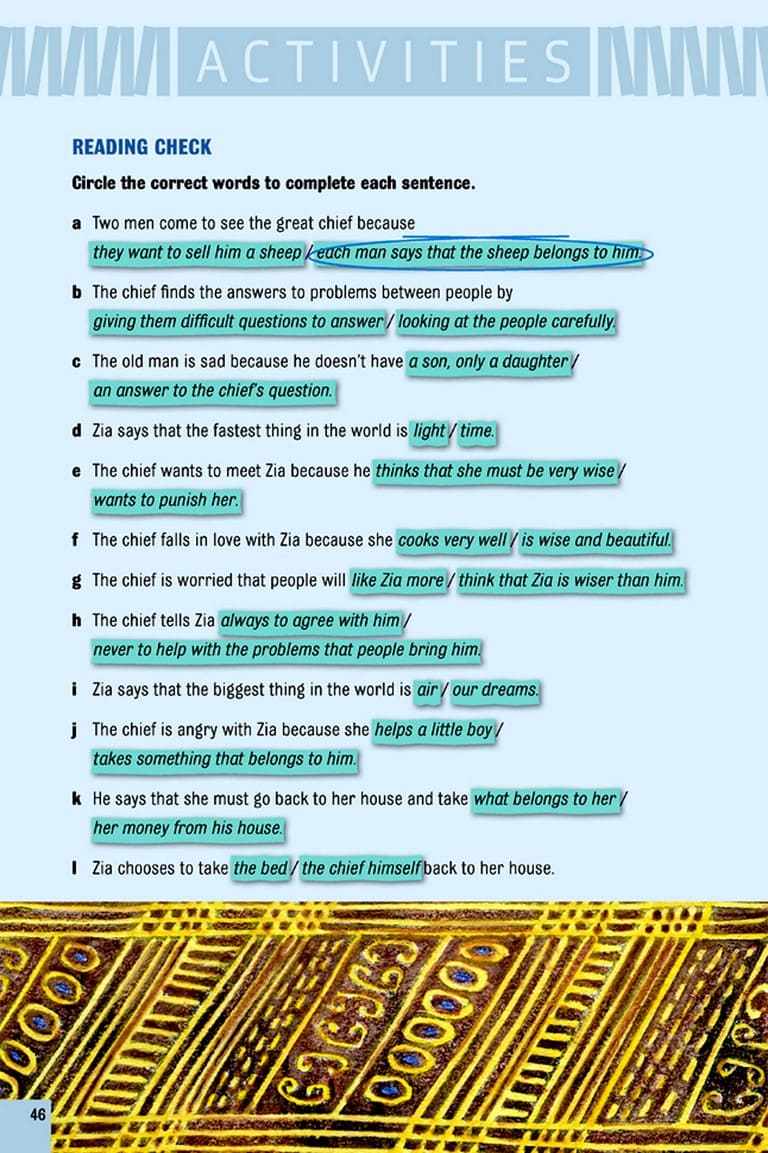 ACTIVITIES
READING CHECK
Circle the correct words to complete each sentence.
a Two men come to see the great chief because
they want to sell him a sheep / each man says that the sheep belongs to him.
b The chief finds the answers to problems between people by
giving them difficult questions to answer / looking at the people carefully.
c The old man is sad because he doesn't have a son, only a daughter /
an answer to the chief's question.
d Zia says that the fastest thing in the world is light / time.
e The chief wants to meet Zia because he thinks that she must be very wise /
wants to punish her.
f The chief falls in love with Zia because she cooks very well / is wise and beautiful.
g The chief is worried that people will like Zia more / think that Zia is wiser than him.
h The chief tells Zia always to agree with him /
never to help with the problems that people bring him.
i Zia says that the biggest thing in the world is air / our dreams.
j The chief is angry with Zia because she helps a little boy /
takes something that belongs to him.
k He says that she must go back to her house and take what belongs to her /
her money from his house.
l Zia chooses to take the bed / the chief himself back to her house.
46